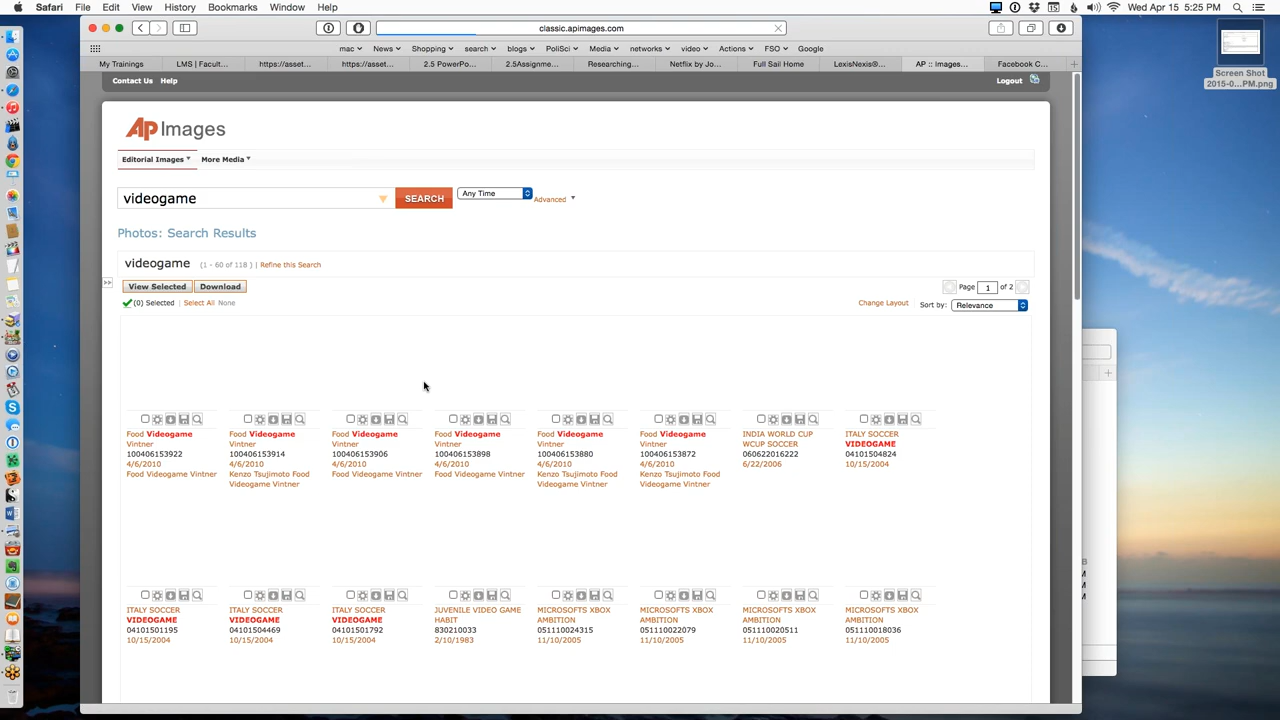 Safari File Edit View History Bookmarks Window Help
Wed Apr 15 5:25 PM
classic.apimages.com
mac News Shopping search blogs PoliSci Media networks video Actions FSO Google
My Trainings LMS | Facult... https://asset... https://asset... 2.5 PowerPo... 2.5Assignme... Researching... Netflix by Jo... Full Sail Home LexisNexis®... AP :: Images... Facebook C...
Contact Us Help Logout
Screen Shot
2015-0...PM.png
AP Images
Editorial Images More Media
videogame SEARCH Any Time Advanced
Photos: Search Results
videogame (1 - 60 of 118 ) | Refine this Search
View Selected Download Page 1 of 2
(0) Selected | Select All None Change Layout Sort by: Relevance
Food Videogame Food Videogame Food Videogame Food Videogame Food Videogame Food Videogame INDIA WORLD CUP ITALY SOCCER
Vintner Vintner Vintner Vintner Vintner Vintner WCUP SOCCER VIDEOGAME
100406153922 100406153914 100406153906 100406153898 100406153880 100406153872 060622016222 04101504824
4/6/2010 4/6/2010 4/6/2010 4/6/2010 4/6/2010 4/6/2010 6/22/2006 10/15/2004
Food Videogame Vintner Kenzo Tsujimoto Food Food Videogame Vintner Food Videogame Vintner Kenzo Tsujimoto Food Kenzo Tsujimoto Food
Videogame Vintner Videogame Vintner Videogame Vintner
ITALY SOCCER ITALY SOCCER ITALY SOCCER JUVENILE VIDEO GAME MICROSOFTS XBOX MICROSOFTS XBOX MICROSOFTS XBOX MICROSOFTS XBOX
VIDEOGAME VIDEOGAME VIDEOGAME HABIT AMBITION AMBITION AMBITION AMBITION
04101501195 04101504469 04101501792 830210033 051110024315 051110022079 051110020511 051110018036
10/15/2004 10/15/2004 10/15/2004 2/10/1983 11/10/2005 11/10/2005 11/10/2005 11/10/2005